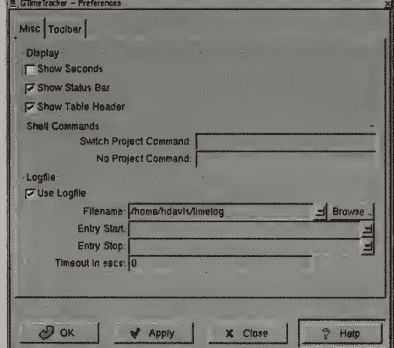 GTimeTracker - Preferences
Misc Toolbar
Display
Show Seconds
Show Status Bar
Show Table Header
Shell Commands
Switch Project Command:
No Project Command:
Logfile
Use Logfile
Filename: /home/hdavis/timelog Browse...
Entry Start:
Entry Stop:
Timeout in secs: 0
OK Apply Close Help